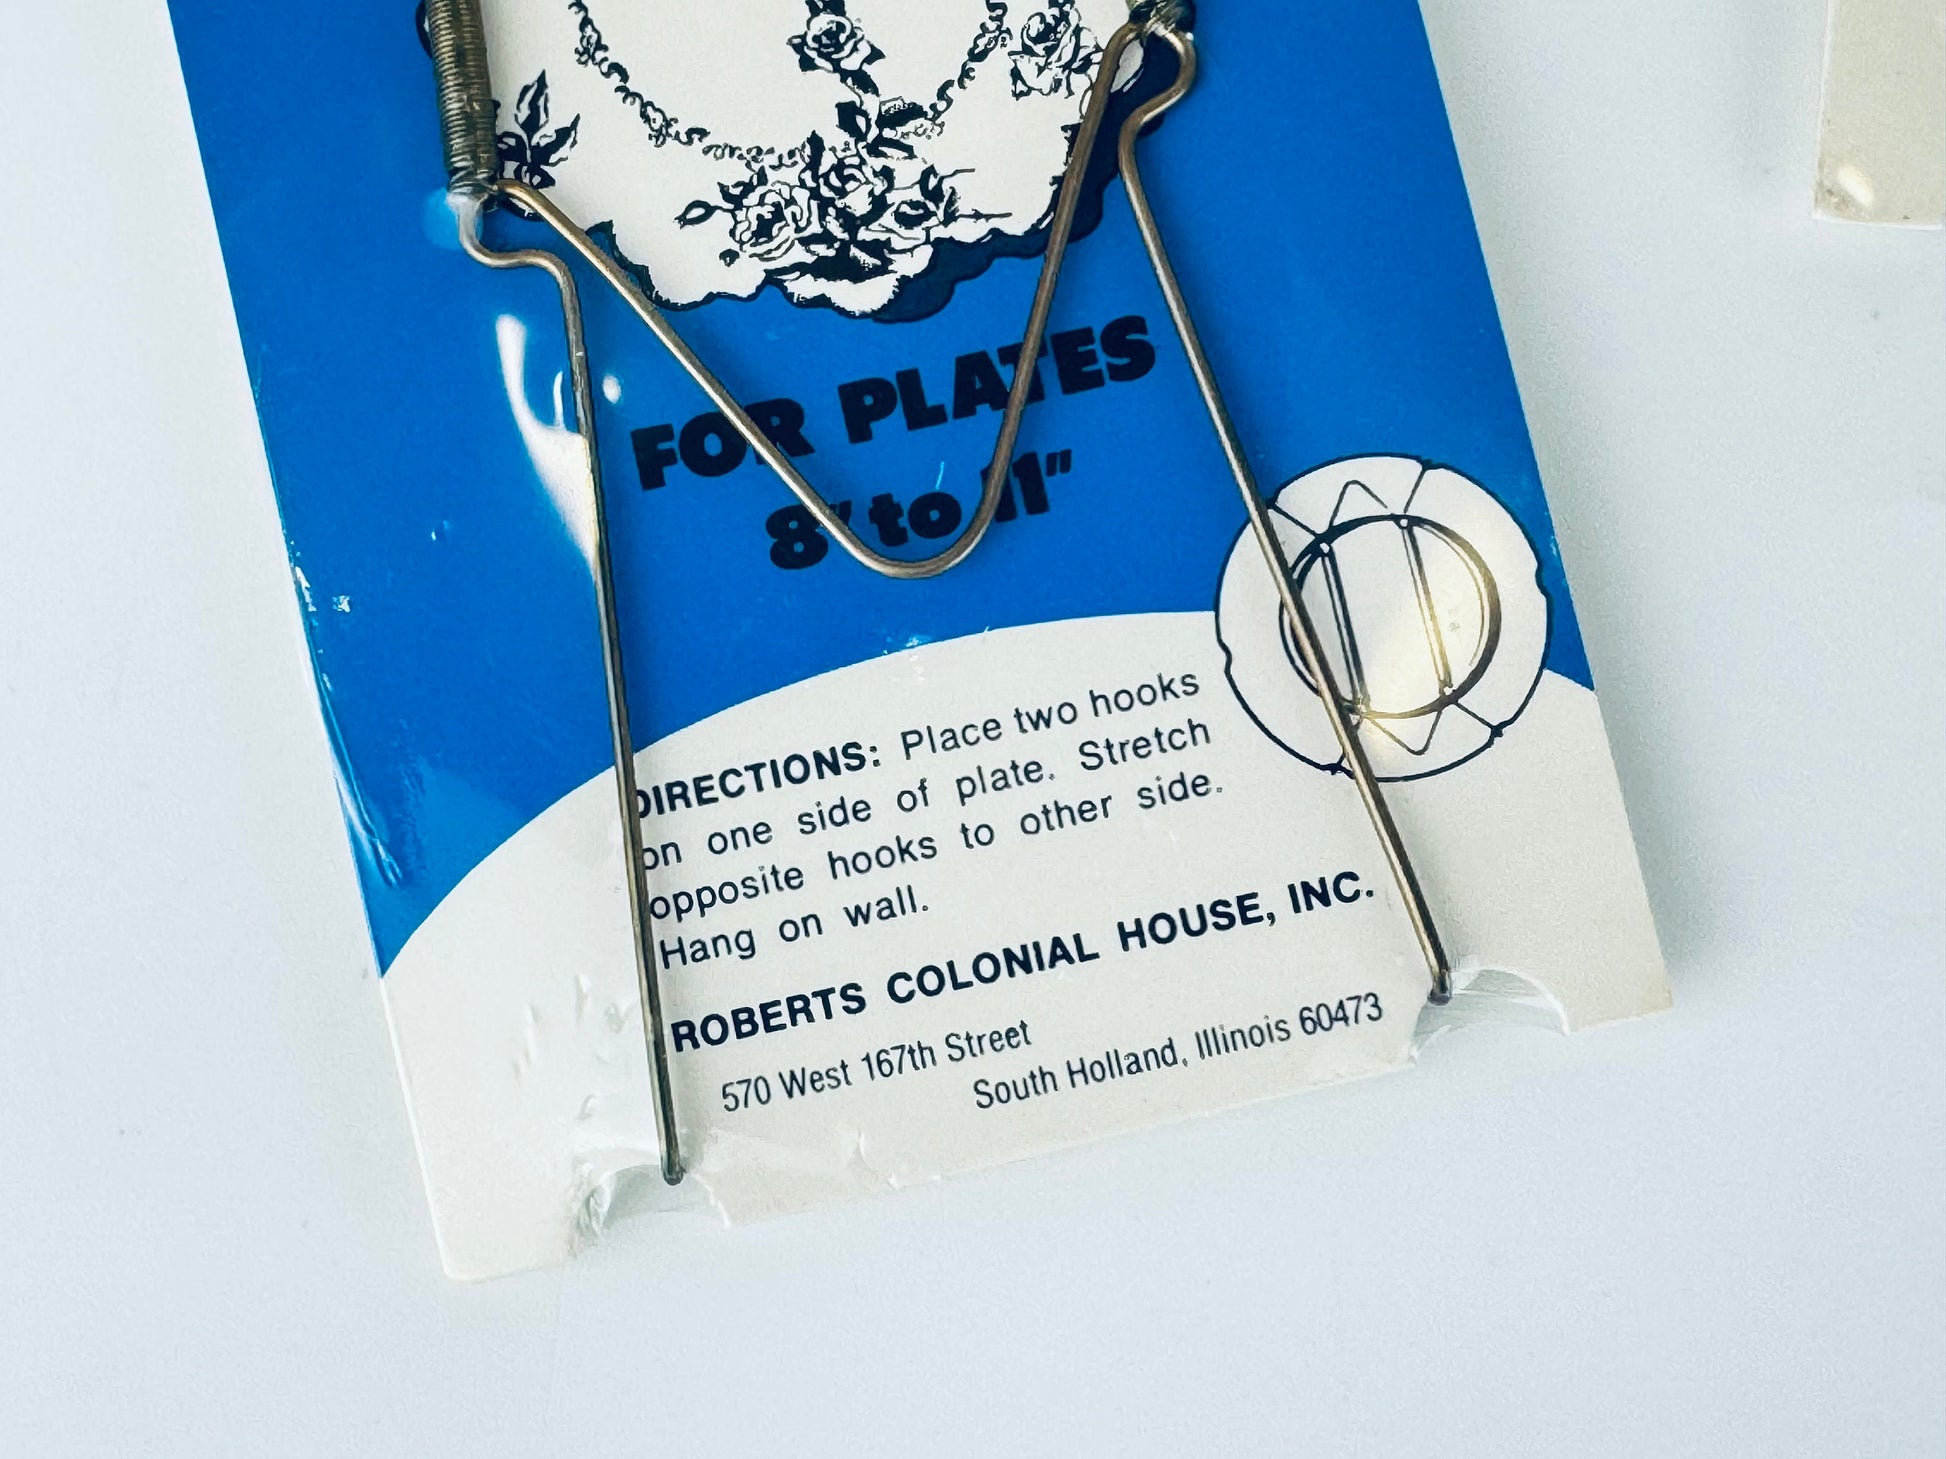 FOR PLATES
8" to 11"
DIRECTIONS: Place two hooks
on one side of plate. Stretch
opposite hooks to other side.
Hang on wall.
ROBERTS COLONIAL HOUSE, INC.
570 West 167th Street
South Holland, Illinois 60473